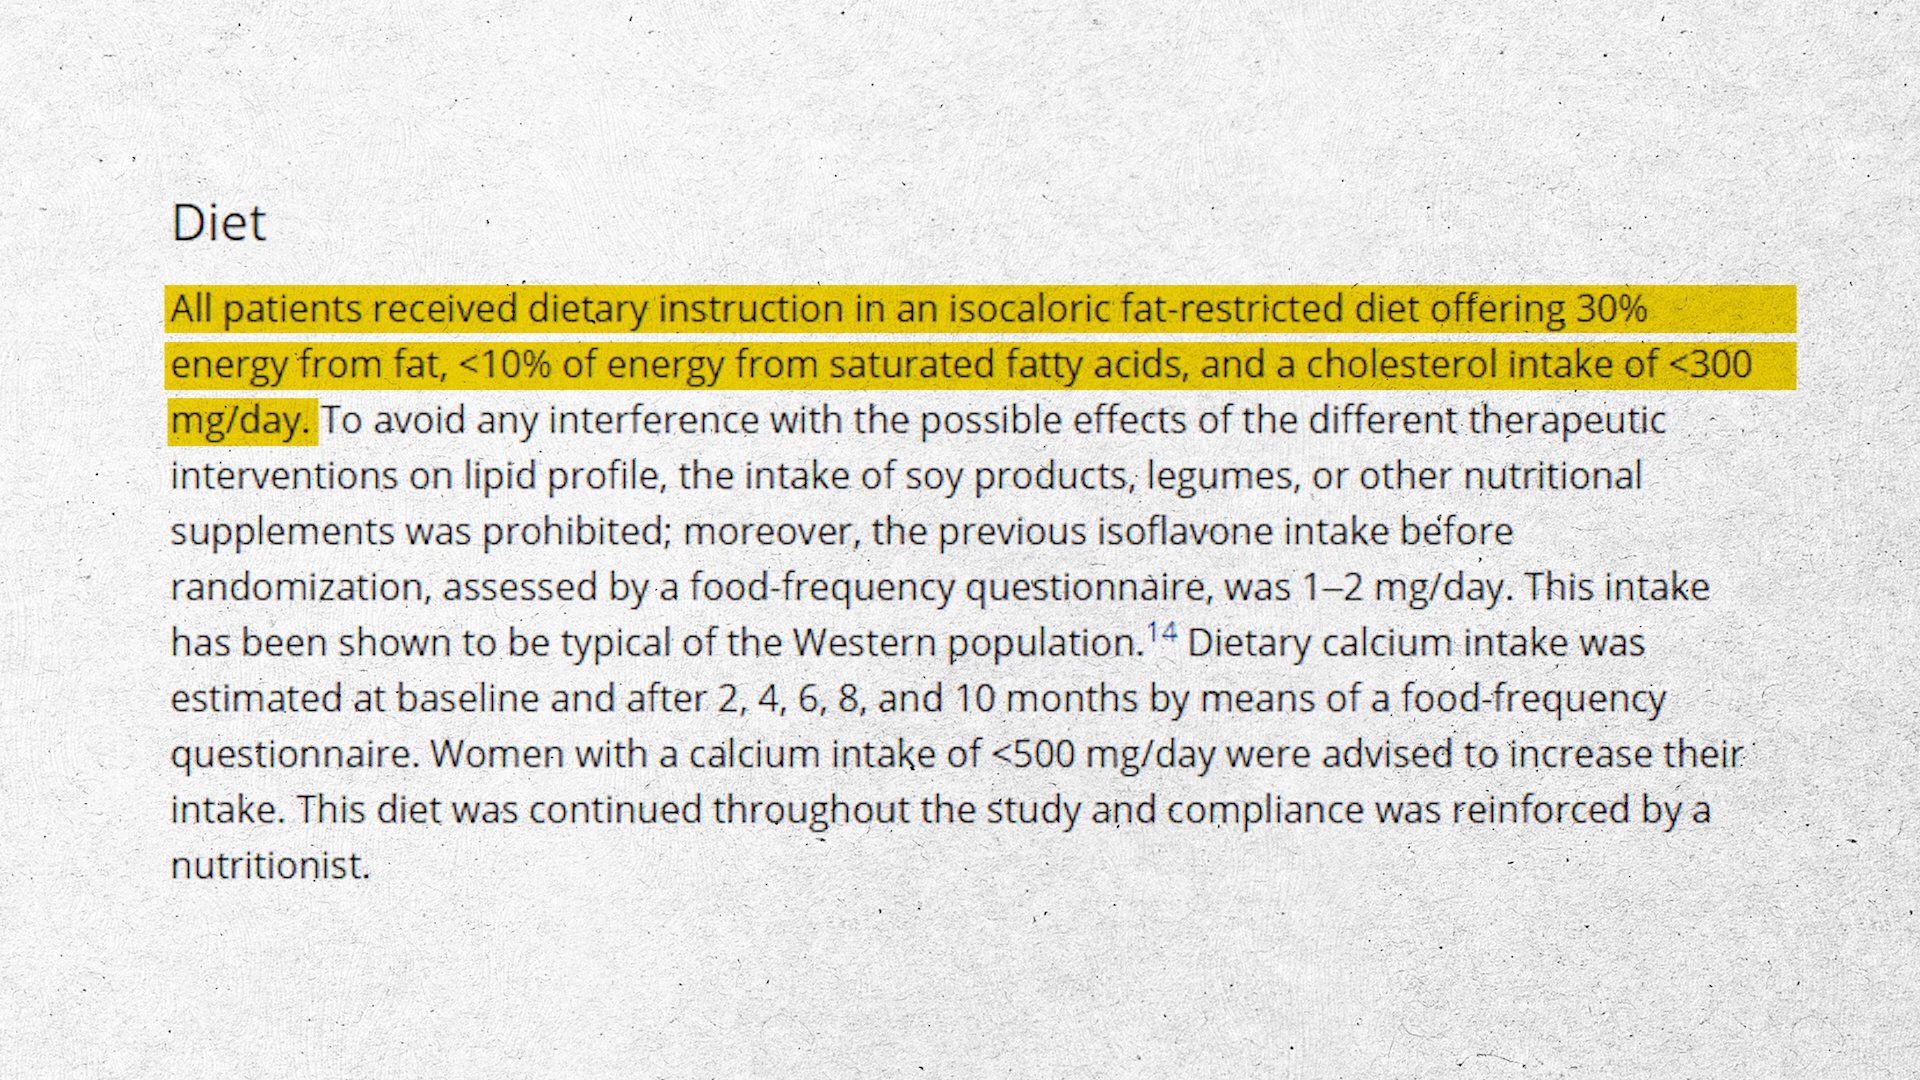 Diet
All patients received dietary instruction in an isocaloric fat-restricted diet offering 30%
energy from fat, <10% of energy from saturated fatty acids, and a cholesterol intake of <300
mg/day. To avoid any interference with the possible effects of the different therapeutic
interventions on lipid profile, the intake of soy products, legumes, or other nutritional
supplements was prohibited; moreover, the previous isoflavone intake before
randomization, assessed by a food-frequency questionnaire, was 1–2 mg/day. This intake
has been shown to be typical of the Western population.14 Dietary calcium intake was
estimated at baseline and after 2, 4, 6, 8, and 10 months by means of a food-frequency
questionnaire. Women with a calcium intake of <500 mg/day were advised to increase their
intake. This diet was continued throughout the study and compliance was reinforced by a
nutritionist.